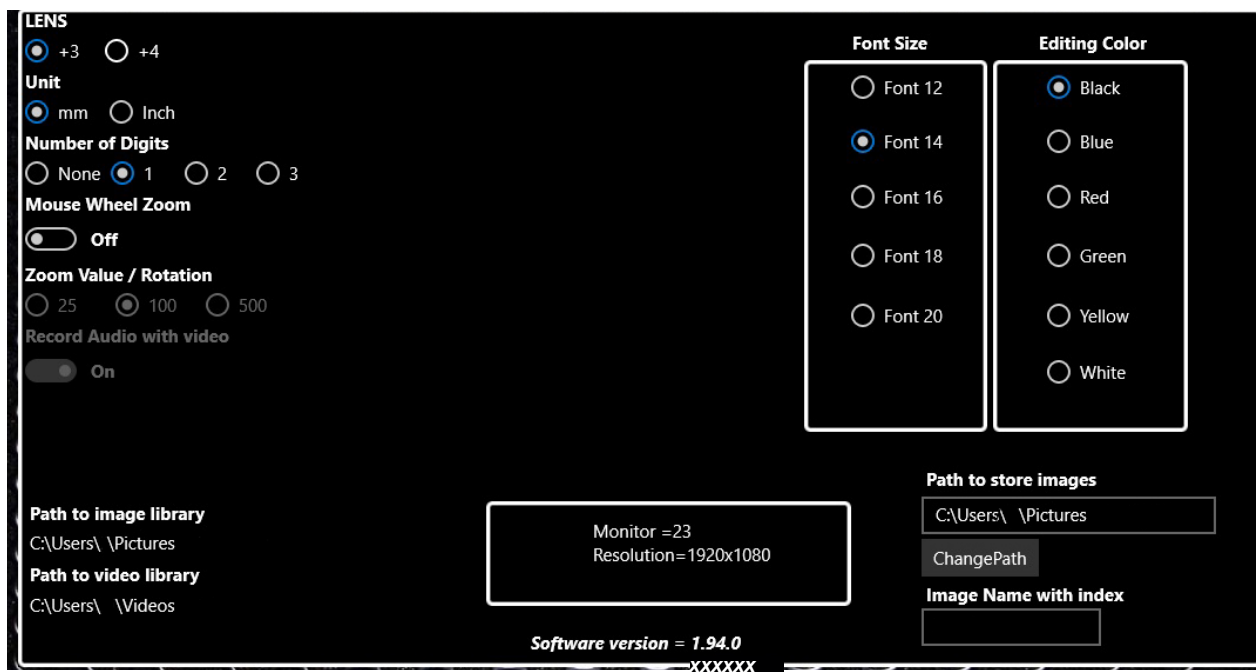 LENS
+3 +4
Unit
mm Inch
Number of Digits
None 1 2 3
Mouse Wheel Zoom
Off
Zoom Value / Rotation
25 100 500
Record Audio with video
On
Font Size
Font 12
Font 14
Font 16
Font 18
Font 20
Editing Color
Black
Blue
Red
Green
Yellow
White
Path to image library
C:\Users\ \Pictures
Path to video library
C:\Users\ \Videos
Monitor =23
Resolution=1920x1080
Path to store images
C:\Users\ \Pictures
ChangePath
Image Name with index
Software version = 1.94.0
xxxxxx